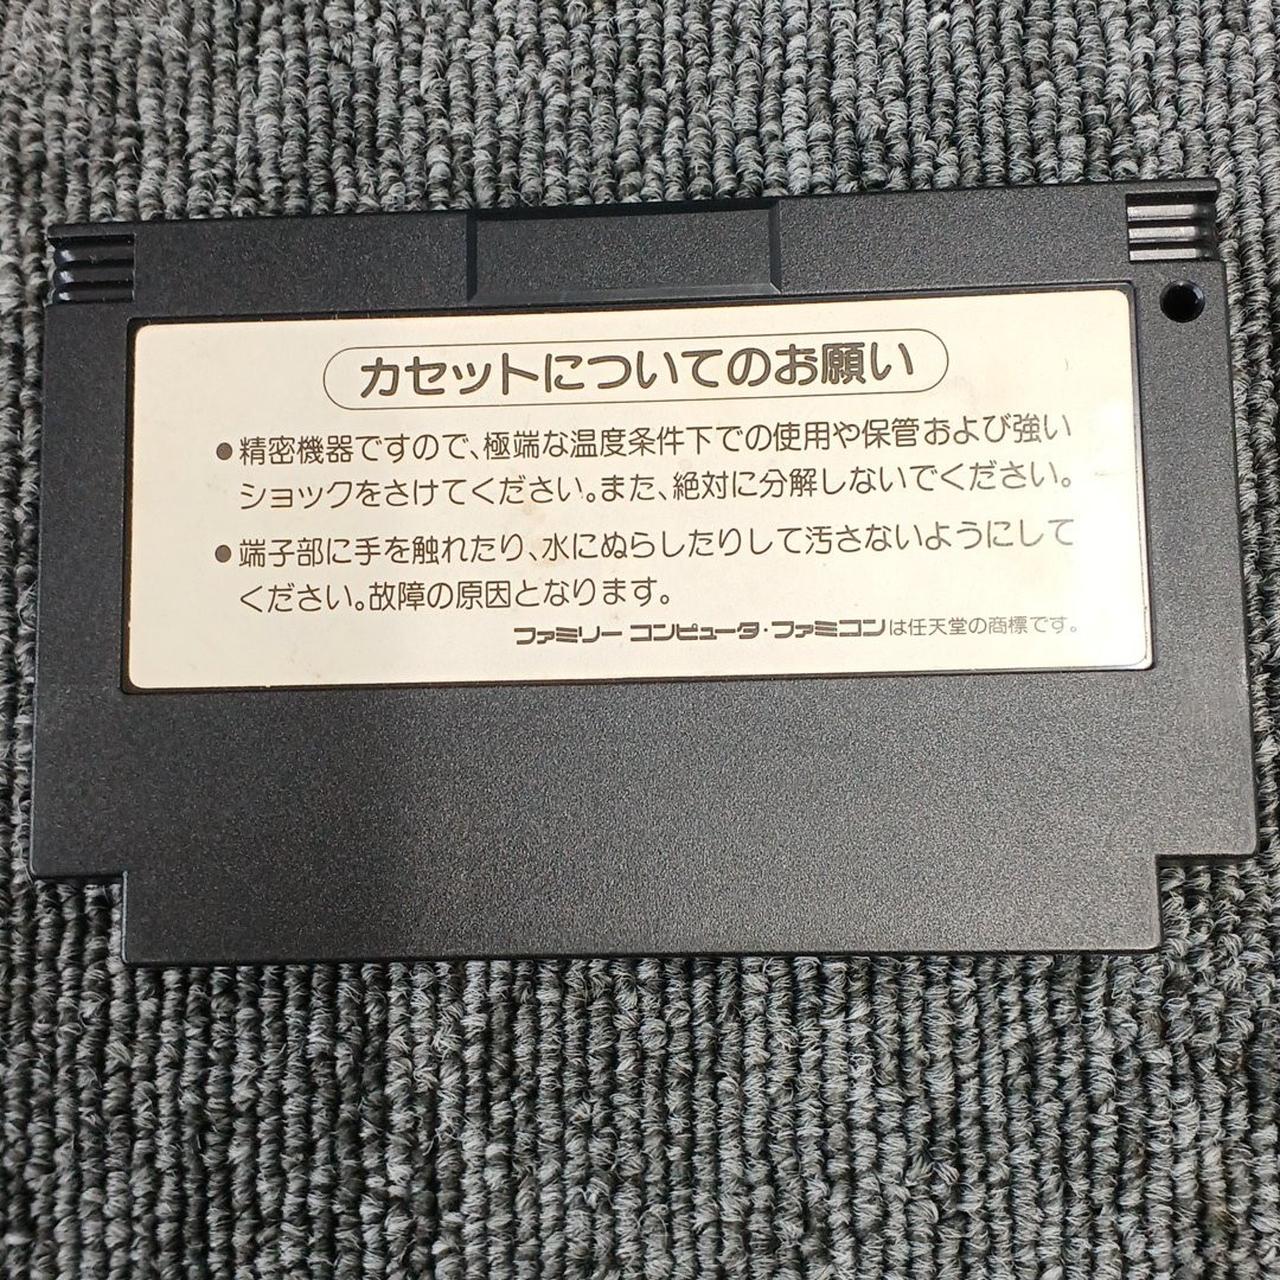 カセットについてのお願い
●精密機器ですので、極端な温度条件下での使用や保管および強い
ショックをさけてください。また、絶対に分解しないでください。
●端子部に手を触れたり、水にぬらしたりして汚さないようにして
ください。故障の原因となります。
ファミリー コンピュータ・ファミコンは任天堂の商標です。